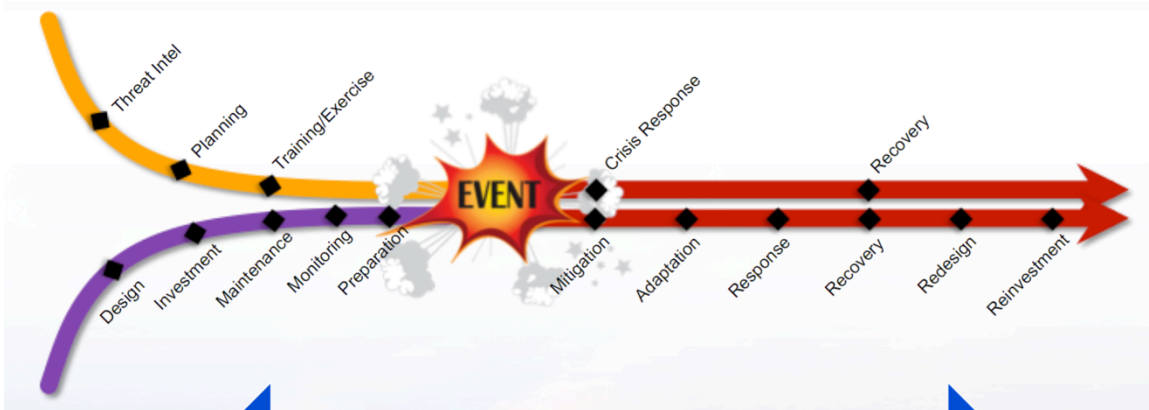 Threat Intel
Planning
Training/Exercise
Crisis Response
Recovery
EVENT
Design
Investment
Maintenance
Monitoring
Preparation
Mitigation
Adaptation
Response
Recovery
Redesign
Reinvestment